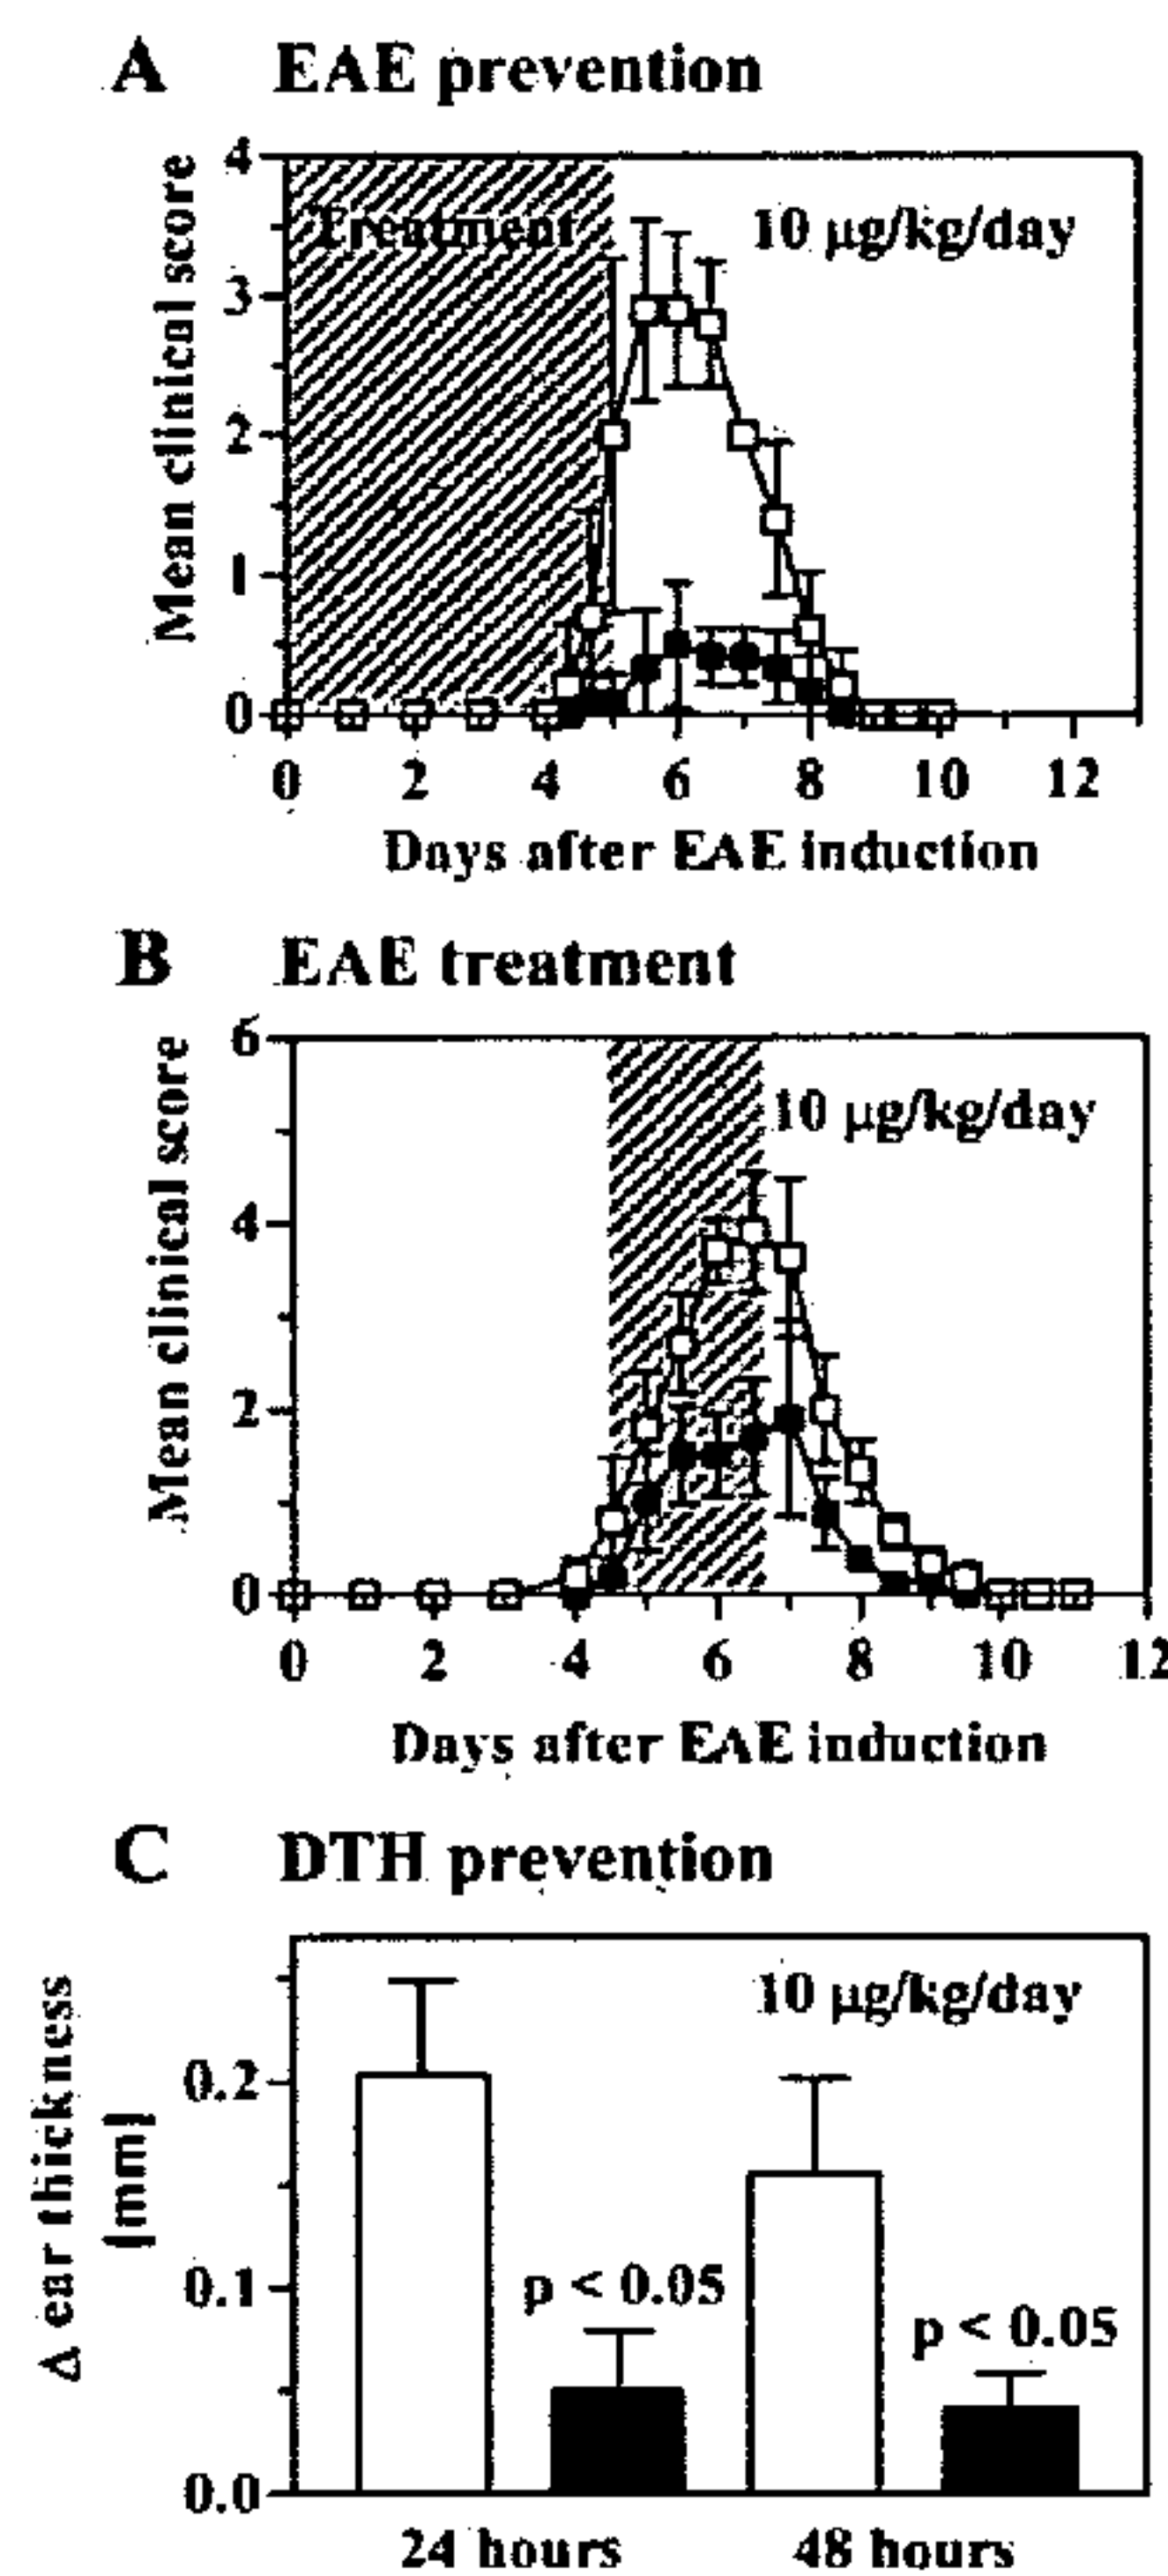 A EAE prevention
4
Treatment
10 μg/kg/day
3
2
1
0
Mean clinical score
0 2 4 6 8 10 12
Days after EAE induction
B EAE treatment
6
10 μg/kg/day
4
2
0
Mean clinical score
0 2 4 6 8 10 12
Days after EAE induction
C DTH prevention
10 μg/kg/day
0.2
0.1
0.0
Δ ear thickness
[mm]
p < 0.05
p < 0.05
24 hours 48 hours